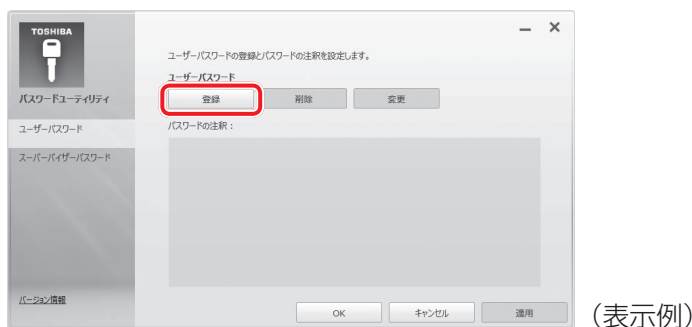 TOSHIBA
パスワードユーティリティ
ユーザーパスワード
スーパーバイザーパスワード
バージョン情報
ユーザーパスワードの登録とパスワードの注釈を設定します。
ユーザーパスワード
登録 削除 変更
パスワードの注釈：
OK キャンセル 適用
（表示例）